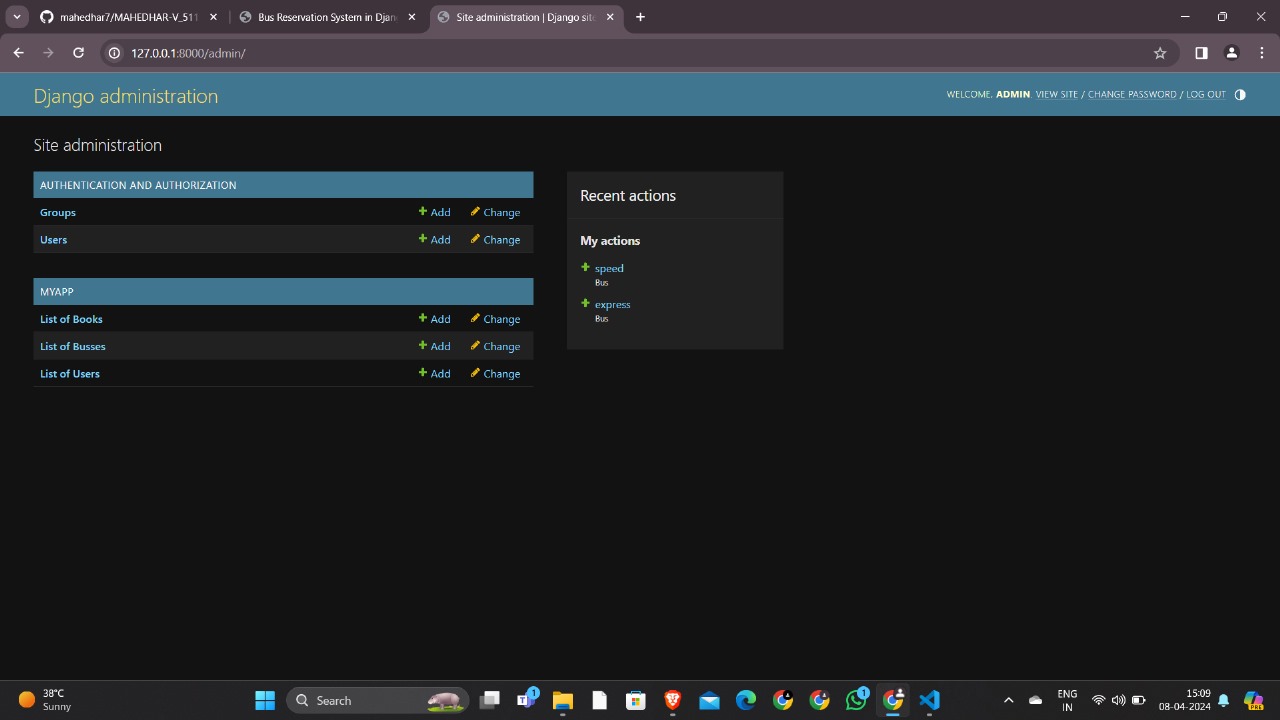 mahedhar7/MAHEDHAR-V_511
Bus Reservation System in Djan
Site administration | Django site
127.0.0.1:8000/admin/
Django administration
WELCOME, ADMIN. VIEW SITE / CHANGE PASSWORD / LOG OUT
Site administration
AUTHENTICATION AND AUTHORIZATION
Groups Add Change
Users Add Change
MYAPP
List of Books Add Change
List of Busses Add Change
List of Users Add Change
Recent actions
My actions
speed
Bus
express
Bus
38°C
Sunny
Search
1
1
ENG
IN
15:09
08-04-2024
PRE